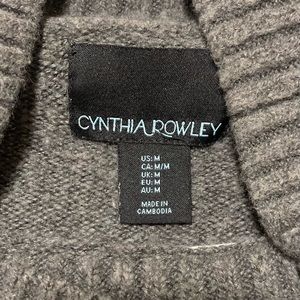 CYNTHIA ROWLEY
US: M
CA: M/M
UK: M
EU: M
AU: M
MADE IN
CAMBODIA